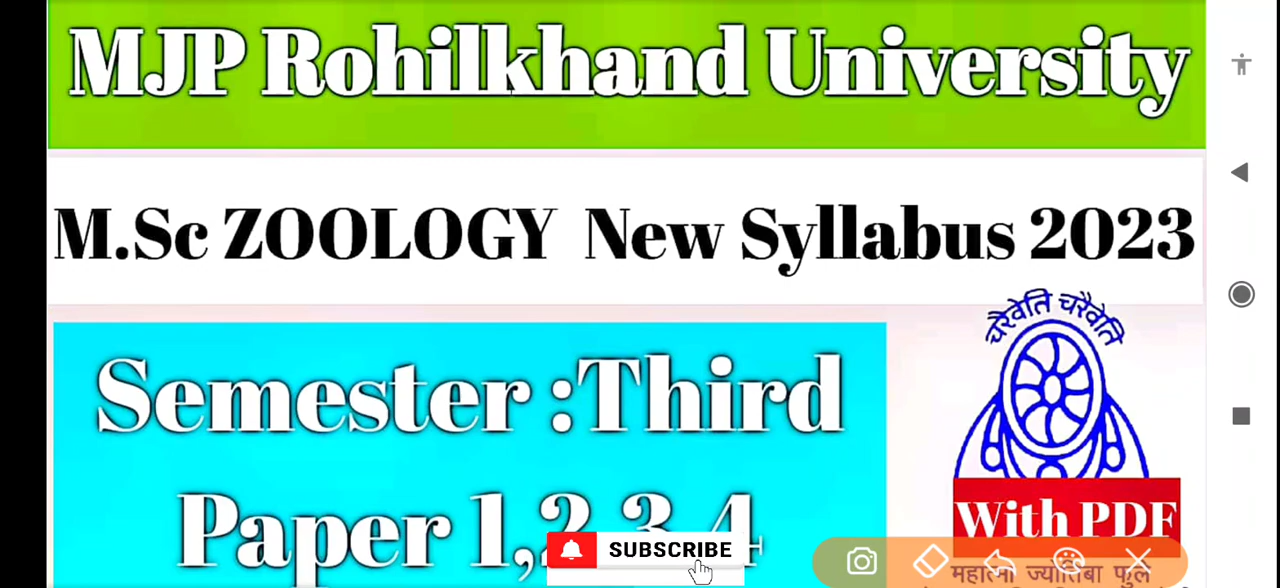 MJP Rohilkhand University
M.Sc ZOOLOGY New Syllabus 2023
चरैवेति चरैवेति
Semester :Third
Paper 1,2,3,4
With PDF
SUBSCRIBE
महात्मा ज्योतिबा फुले